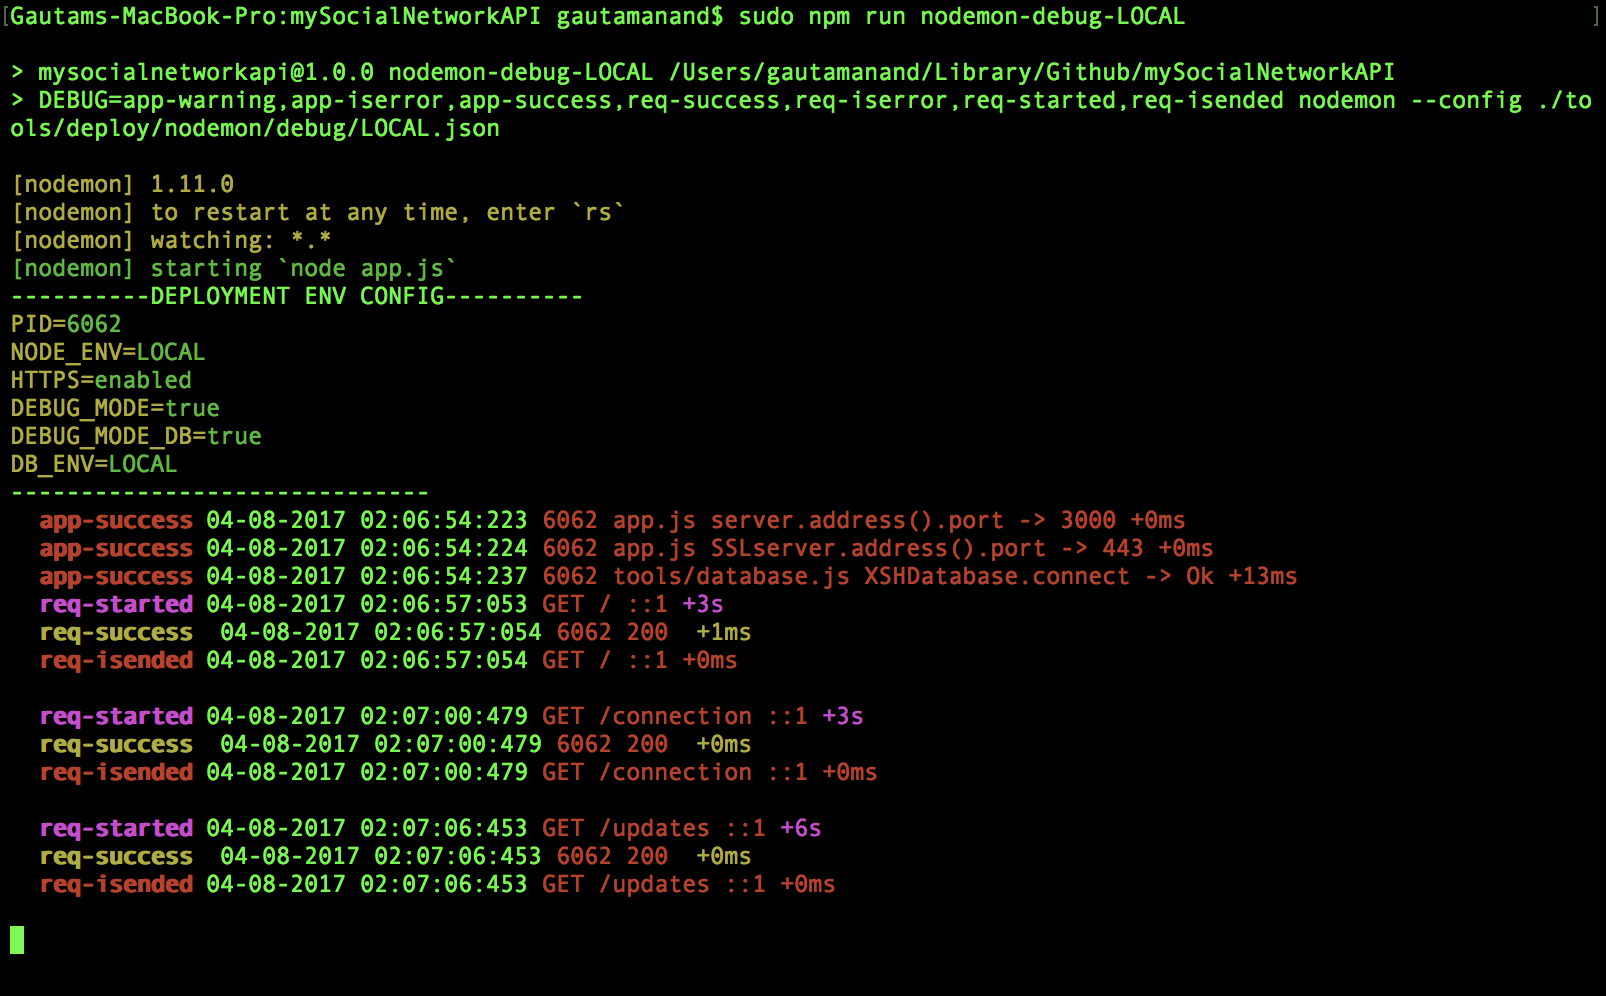 [Gautams-MacBook-Pro:mySocialNetworkAPI gautamanand$ sudo npm run nodemon-debug-LOCAL ]
> mysocialnetworkapi@1.0.0 nodemon-debug-LOCAL /Users/gautamanand/Library/Github/mySocialNetworkAPI
> DEBUG=app-warning,app-iserror,app-success,req-success,req-iserror,req-started,req-isended nodemon --config ./to
ols/deploy/nodemon/debug/LOCAL.json
[nodemon] 1.11.0
[nodemon] to restart at any time, enter `rs`
[nodemon] watching: *.*
[nodemon] starting `node app.js`
----------DEPLOYMENT ENV CONFIG----------
PID=6062
NODE_ENV=LOCAL
HTTPS=enabled
DEBUG_MODE=true
DEBUG_MODE_DB=true
DB_ENV=LOCAL
------------------------------
app-success 04-08-2017 02:06:54:223 6062 app.js server.address().port -> 3000 +0ms
app-success 04-08-2017 02:06:54:224 6062 app.js SSLserver.address().port -> 443 +0ms
app-success 04-08-2017 02:06:54:237 6062 tools/database.js XSHDatabase.connect -> Ok +13ms
req-started 04-08-2017 02:06:57:053 GET / ::1 +3s
req-success  04-08-2017 02:06:57:054 6062 200  +1ms
req-isended 04-08-2017 02:06:57:054 GET / ::1 +0ms
req-started 04-08-2017 02:07:00:479 GET /connection ::1 +3s
req-success  04-08-2017 02:07:00:479 6062 200  +0ms
req-isended 04-08-2017 02:07:00:479 GET /connection ::1 +0ms
req-started 04-08-2017 02:07:06:453 GET /updates ::1 +6s
req-success  04-08-2017 02:07:06:453 6062 200  +0ms
req-isended 04-08-2017 02:07:06:453 GET /updates ::1 +0ms